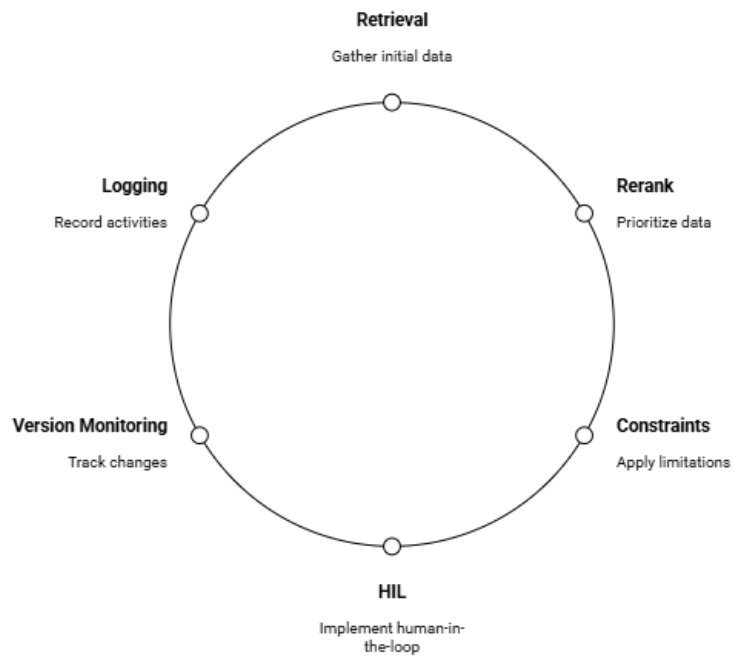 Retrieval
Gather initial data
Logging
Record activities
Rerank
Prioritize data
Version Monitoring
Track changes
Constraints
Apply limitations
HIL
Implement human-in-
the-loop